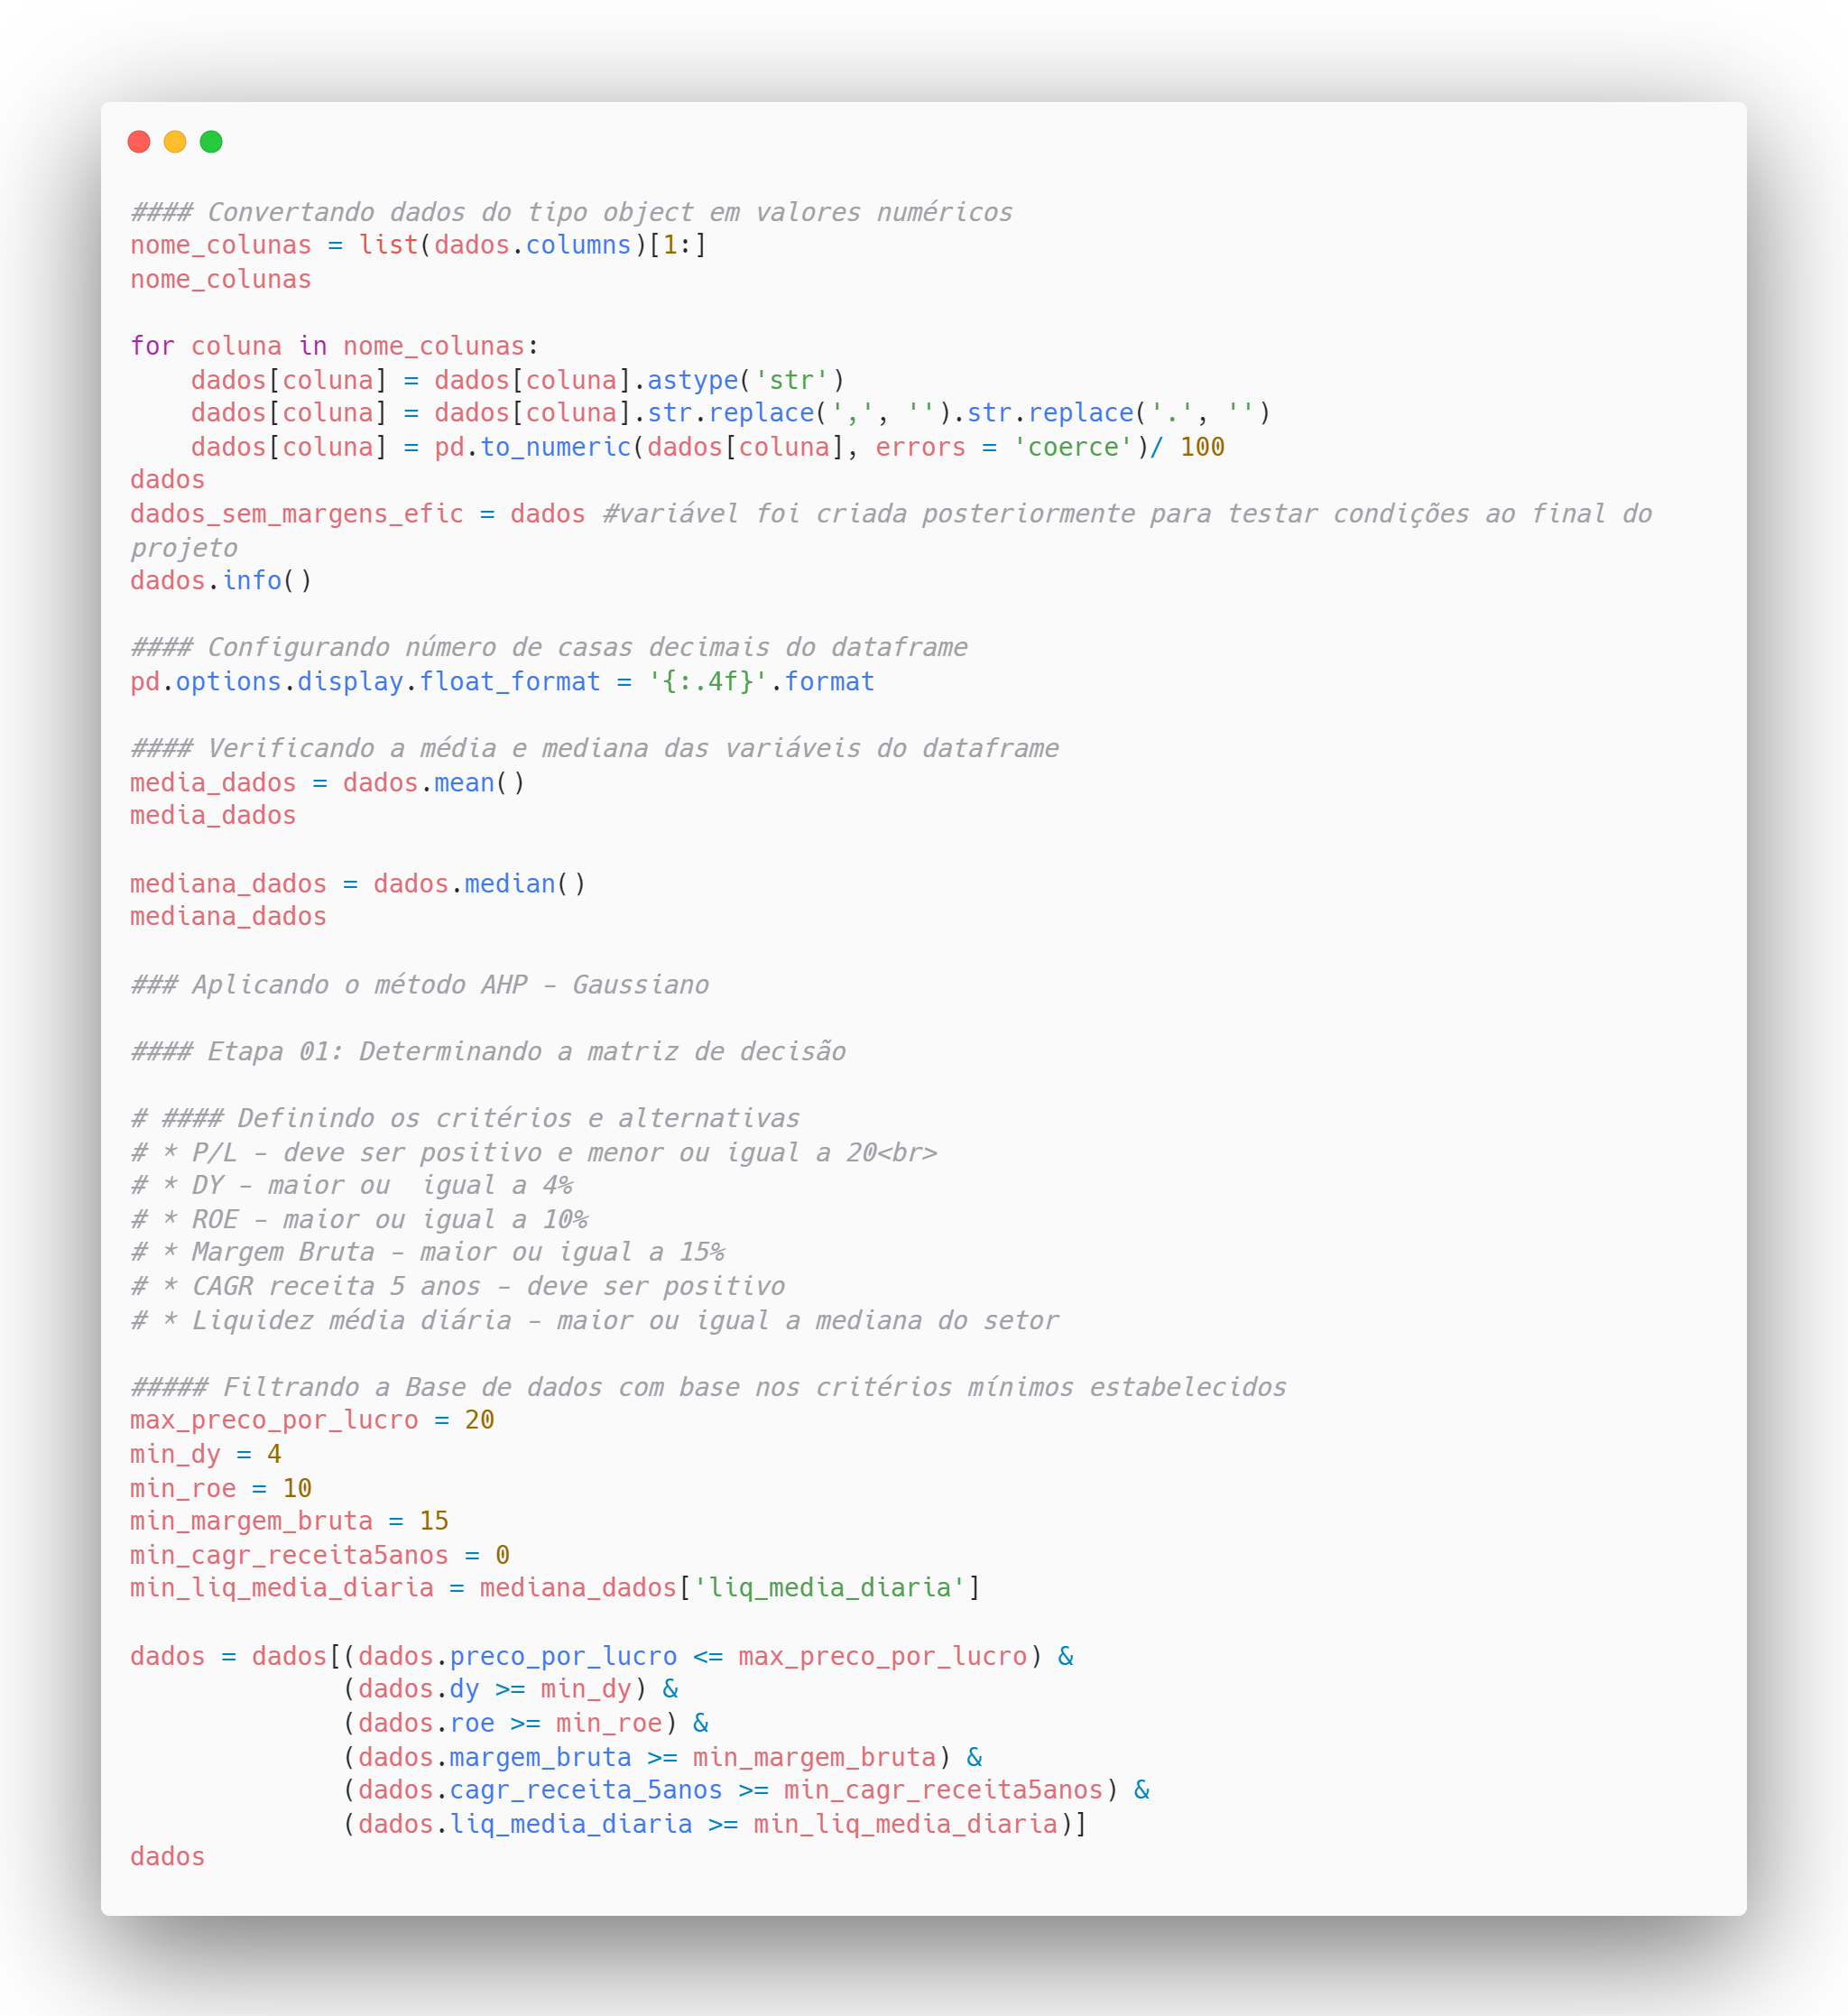 #### Convertando dados do tipo object em valores numéricos
nome_colunas = list(dados.columns)[1:]
nome_colunas

for coluna in nome_colunas:
    dados[coluna] = dados[coluna].astype('str')
    dados[coluna] = dados[coluna].str.replace(',', '').str.replace('.', '')
    dados[coluna] = pd.to_numeric(dados[coluna], errors = 'coerce')/ 100
dados
dados_sem_margens_efic = dados #variável foi criada posteriormente para testar condições ao final do
projeto
dados.info()

#### Configurando número de casas decimais do dataframe
pd.options.display.float_format = '{:.4f}'.format

#### Verificando a média e mediana das variáveis do dataframe
media_dados = dados.mean()
media_dados

mediana_dados = dados.median()
mediana_dados

### Aplicando o método AHP - Gaussiano

#### Etapa 01: Determinando a matriz de decisão

# #### Definindo os critérios e alternativas
# * P/L - deve ser positivo e menor ou igual a 20<br>
# * DY - maior ou  igual a 4%
# * ROE - maior ou igual a 10%
# * Margem Bruta - maior ou igual a 15%
# * CAGR receita 5 anos - deve ser positivo
# * Liquidez média diária - maior ou igual a mediana do setor

##### Filtrando a Base de dados com base nos critérios mínimos estabelecidos
max_preco_por_lucro = 20
min_dy = 4
min_roe = 10
min_margem_bruta = 15
min_cagr_receita5anos = 0
min_liq_media_diaria = mediana_dados['liq_media_diaria']

dados = dados[(dados.preco_por_lucro <= max_preco_por_lucro) &
              (dados.dy >= min_dy) &
              (dados.roe >= min_roe) &
              (dados.margem_bruta >= min_margem_bruta) &
              (dados.cagr_receita_5anos >= min_cagr_receita5anos) &
              (dados.liq_media_diaria >= min_liq_media_diaria)]
dados